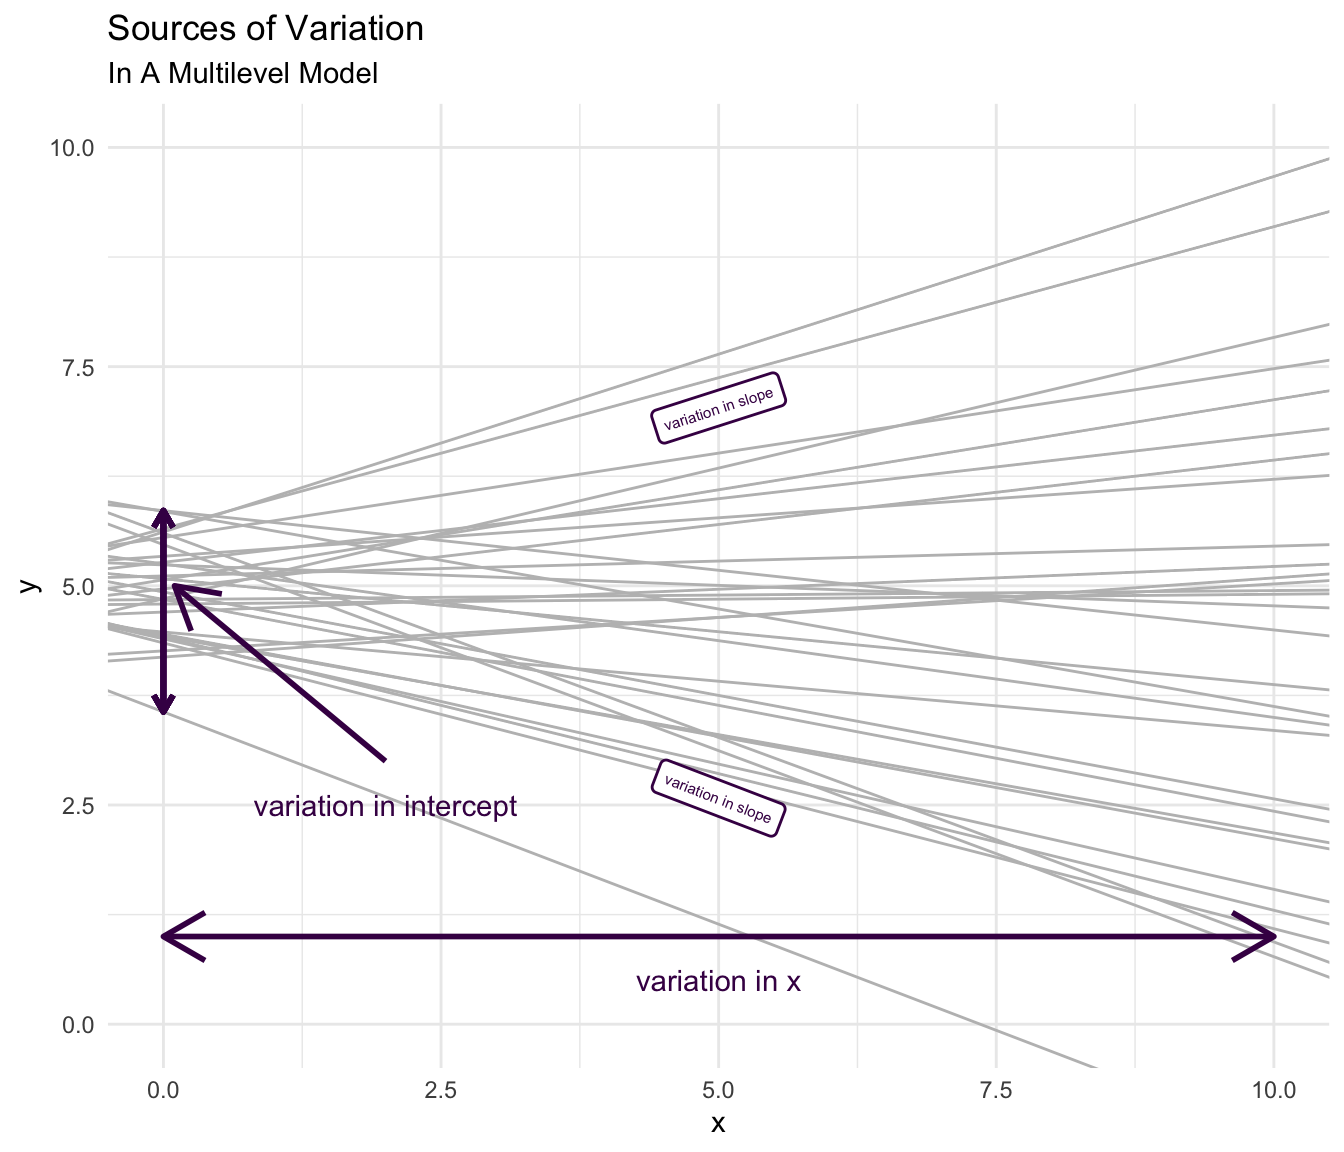 Sources of Variation
In A Multilevel Model
10.0
7.5
5.0
2.5
0.0
y
variation in slope
variation in slope
variation in intercept
variation in x
0.0 2.5 5.0 7.5 10.0
x